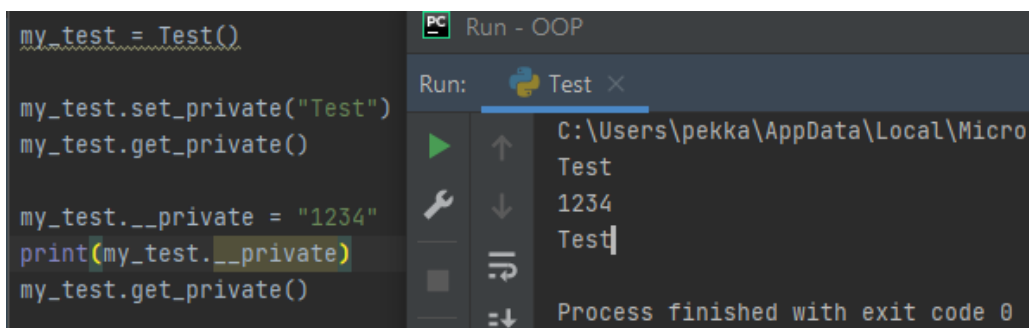 my_test = Test()
my_test.set_private("Test")
my_test.get_private()
my_test.__private = "1234"
print(my_test.__private)
my_test.get_private()
PC Run - OOP
Run: Test ×
C:\Users\pekka\AppData\Local\Micro
Test
1234
Test
Process finished with exit code 0